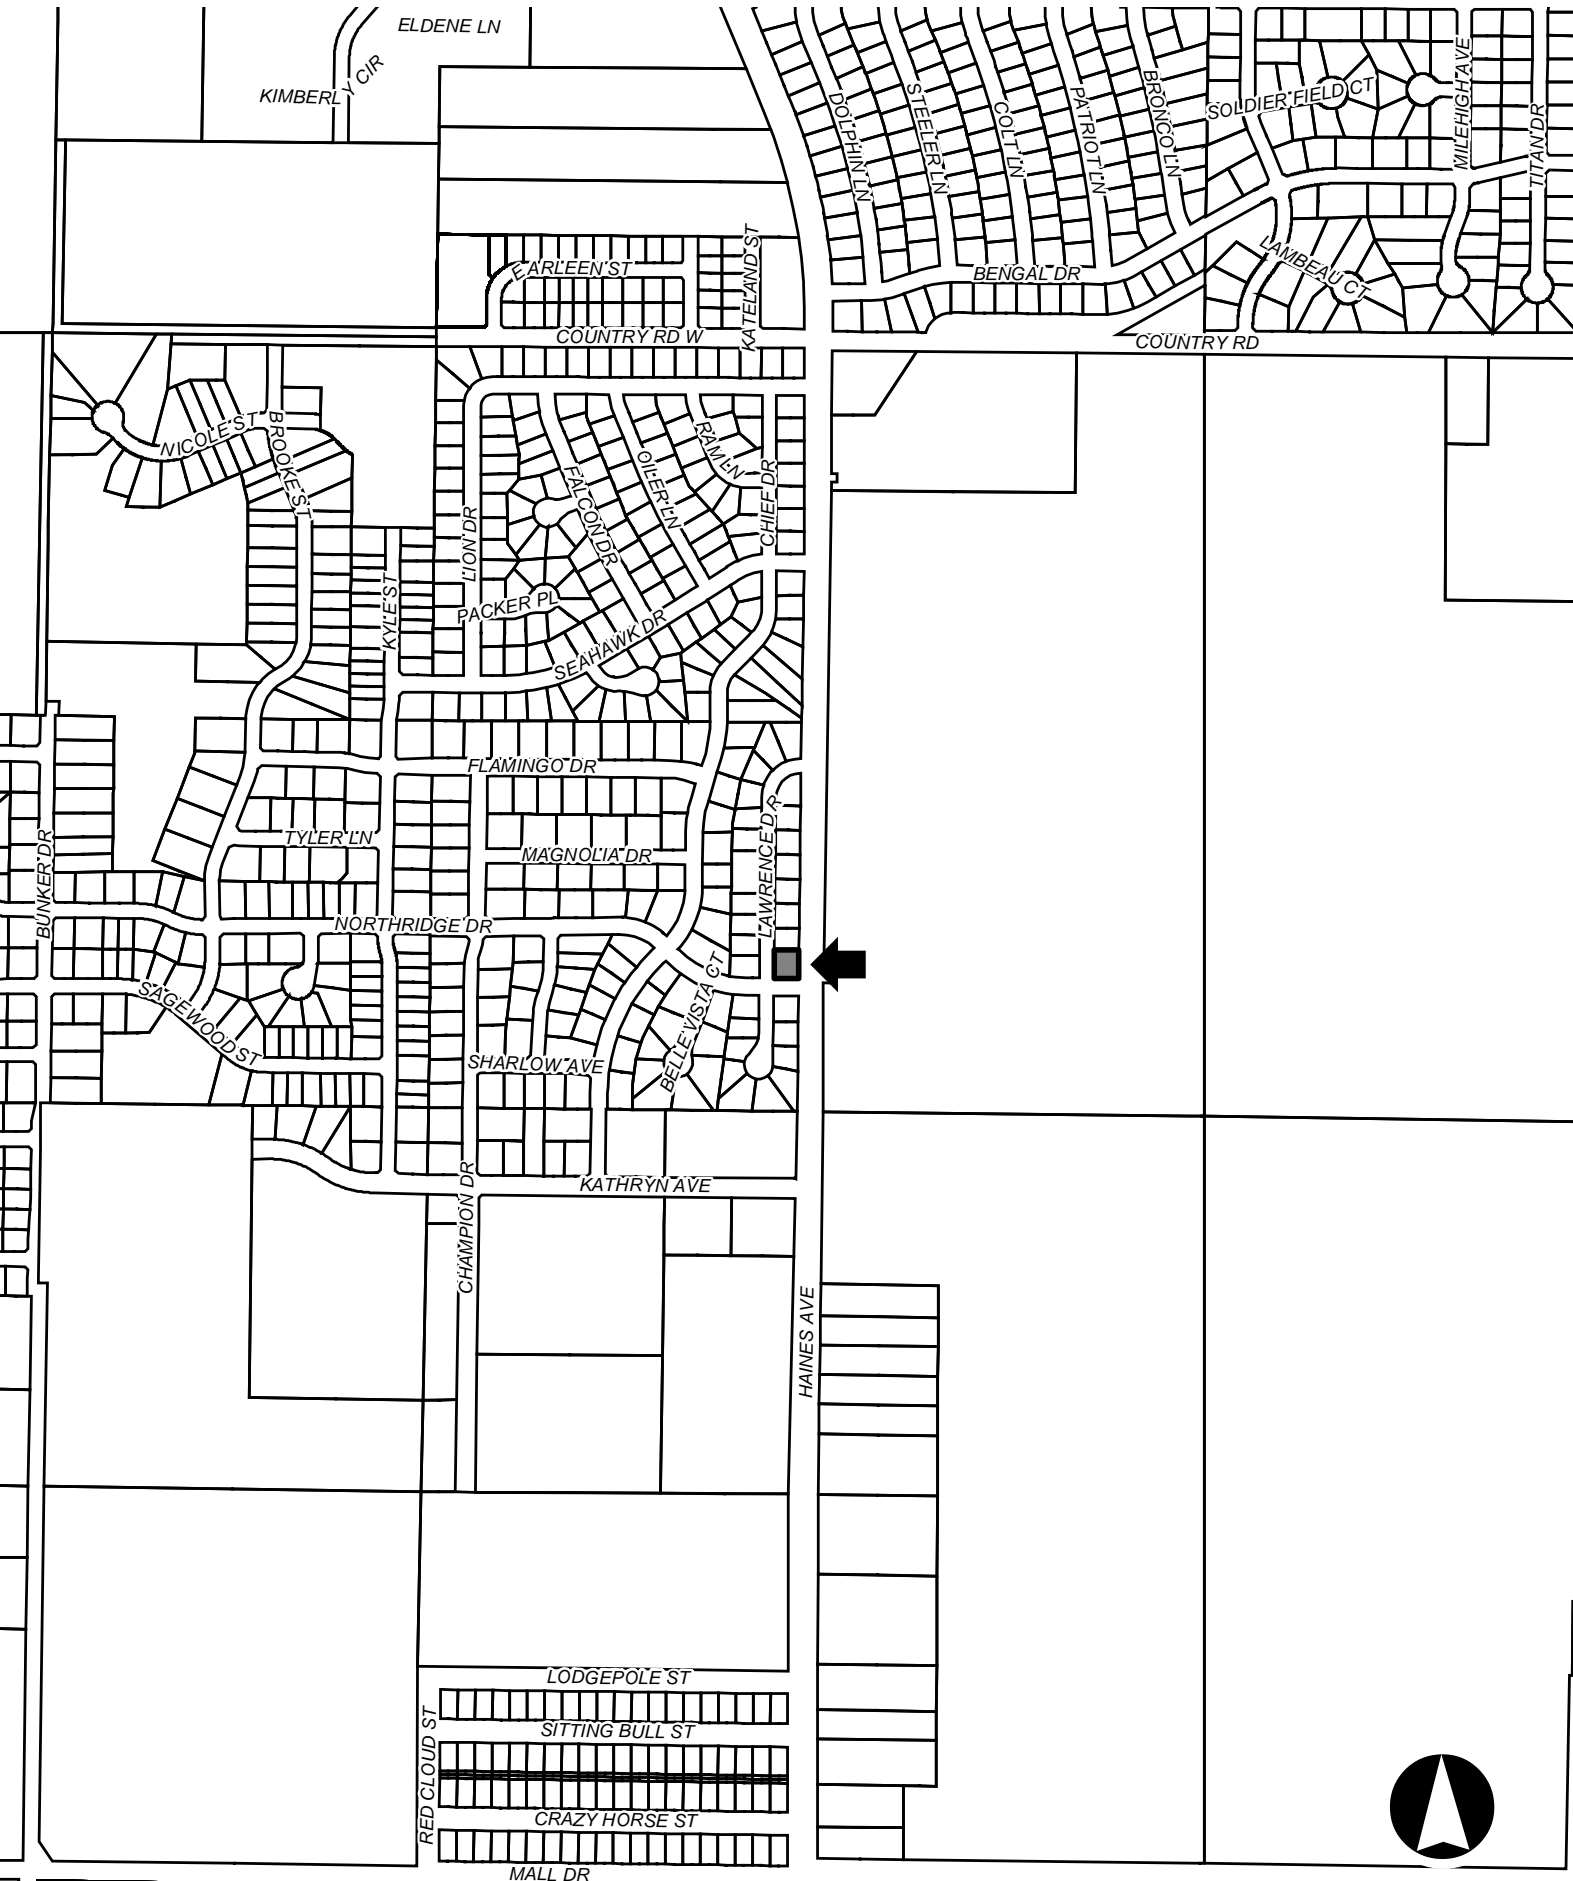 ELDENE LN
KIMBERLY CIR
DOLPHIN LN
STEELER LN
COLT LN
PATRIOT LN
BRONCO LN
SOLDIER FIELD CT
MILEHIGH AVE
TITAN DR
E ARLEEN ST
KATELAND ST
BENGAL DR
LAMBEAU CT
COUNTRY RD W
COUNTRY RD
NICOLE ST
BROOKE ST
RAM LN
OILER LN
FALCON DR
CHIEF DR
LION DR
KYLE ST
PACKER PL
SEAHAWK DR
FLAMINGO DR
TYLER LN
MAGNOLIA DR
LAWRENCE DR
BUNKER DR
NORTHRIDGE DR
SAGEWOOD ST
BELLE VISTA CT
SHARLOW AVE
KATHRYN AVE
CHAMPION DR
HAINES AVE
LODGEPOLE ST
SITTING BULL ST
RED CLOUD ST
CRAZY HORSE ST
MALL DR